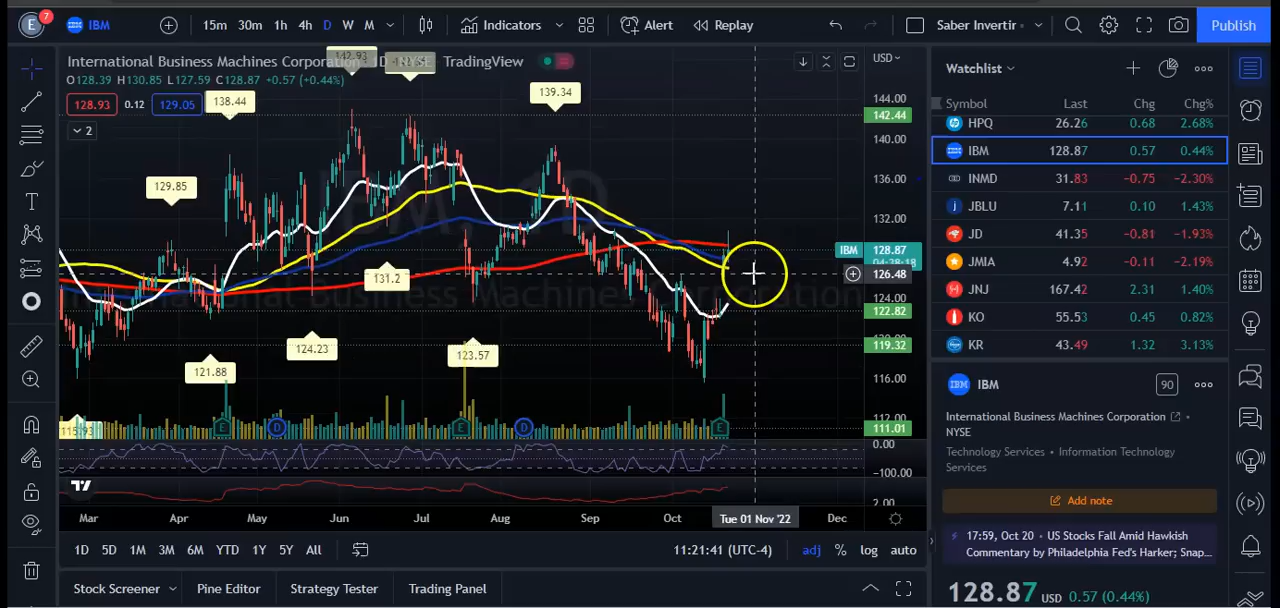 E 7 IBM 15m 30m 1h 4h D W M Indicators Alert Replay Saber Invertir Publish
International Business Machines Corporation TradingView USD
O128.39 H130.85 L127.59 C128.87 +0.57 (+0.44%)
128.93 0.12 129.05 138.44 139.34
2
129.85
131.2
124.23 123.57
121.88
144.00
142.44
140.00
136.00
132.00
IBM 128.87
126.48
124.00
122.82
119.32
116.00
112.00
111.01
0.00
−100.00
2.00
E D E D E
Mar Apr May Jun Jul Aug Sep Oct Tue 01 Nov '22 Dec
1D 5D 1M 3M 6M YTD 1Y 5Y All 11:21:41 (UTC-4) adj % log auto
Stock Screener Pine Editor Strategy Tester Trading Panel
Watchlist
Symbol Last Chg Chg%
HPQ 26.26 0.68 2.68%
IBM 128.87 0.57 0.44%
INMD 31.83 −0.75 −2.30%
JBLU 7.11 0.10 1.43%
JD 41.35 −0.81 −1.93%
JMIA 4.92 −0.11 −2.19%
JNJ 167.42 2.31 1.40%
KO 55.53 0.45 0.82%
KR 43.49 1.32 3.13%
IBM 90
International Business Machines Corporation •
NYSE
Technology Services • Information Technology
Services
Add note
17:59, Oct 20 • US Stocks Fall Amid Hawkish
Commentary by Philadelphia Fed's Harker; Snap...
128.87 USD 0.57 (0.44%)